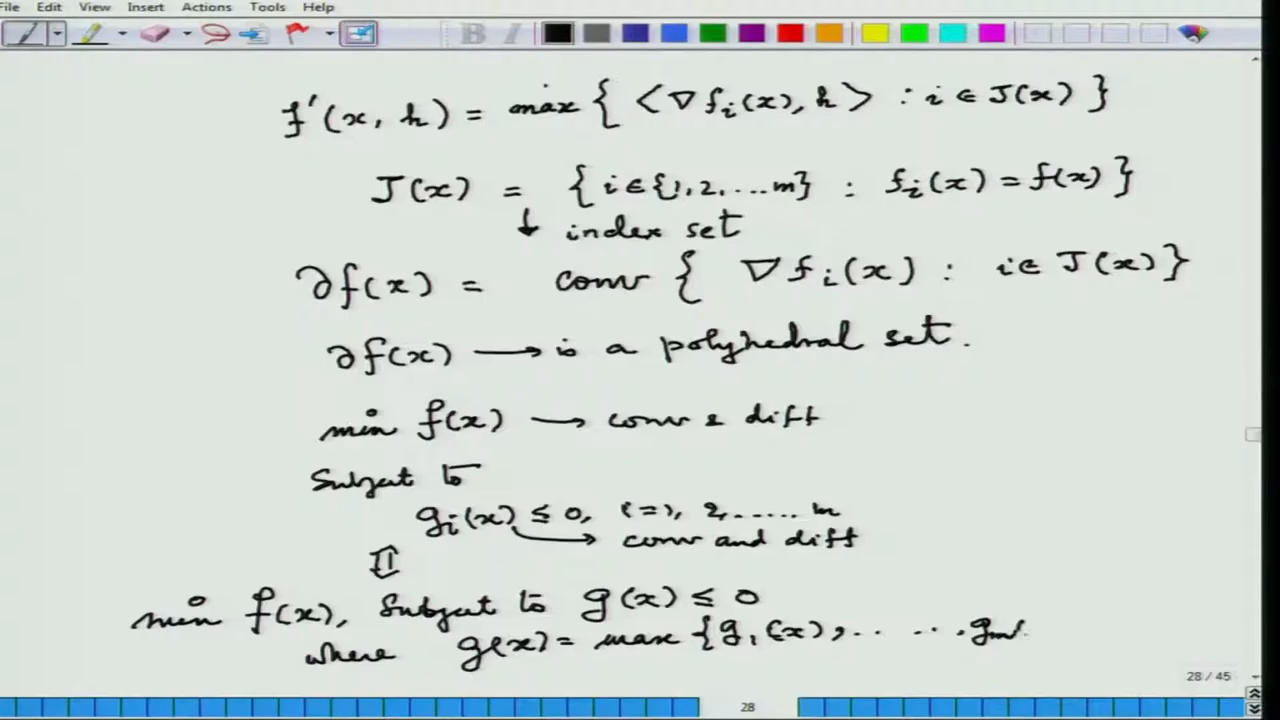 File Edit View Insert Actions Tools Help
f'(x, h) = max { <∇f_i(x), h> : i ∈ J(x) }
J(x) = { i ∈ {1, 2, ... m} : f_i(x) = f(x) }
↓ index set
∂f(x) = conv { ∇f_i(x) : i ∈ J(x) }
∂f(x) → is a polyhedral set.
min f(x) → conv & diff
Subject to
g_i(x) ≤ 0, i = 1, 2, ..... m
→ conv and diff
⇕
min f(x), Subject to g(x) ≤ 0
where g(x) = max { g_1(x), .. ... g_m
28 / 45
28